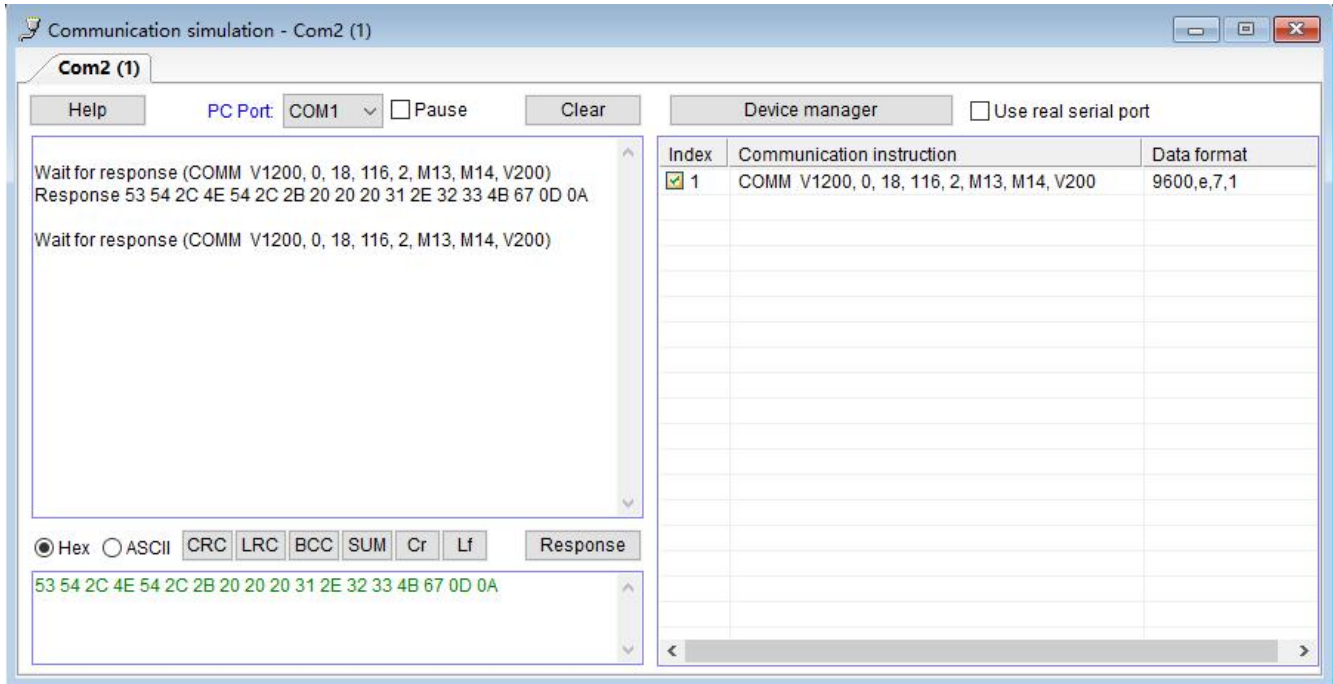 Communication simulation - Com2 (1)
Com2 (1)
Help PC Port: COM1 Pause Clear Device manager Use real serial port
Wait for response (COMM V1200, 0, 18, 116, 2, M13, M14, V200)
Response 53 54 2C 4E 54 2C 2B 20 20 20 31 2E 32 33 4B 67 0D 0A
Wait for response (COMM V1200, 0, 18, 116, 2, M13, M14, V200)
Hex ASCII CRC LRC BCC SUM Cr Lf Response
53 54 2C 4E 54 2C 2B 20 20 20 31 2E 32 33 4B 67 0D 0A
Index Communication instruction Data format
1 COMM V1200, 0, 18, 116, 2, M13, M14, V200 9600,e,7,1